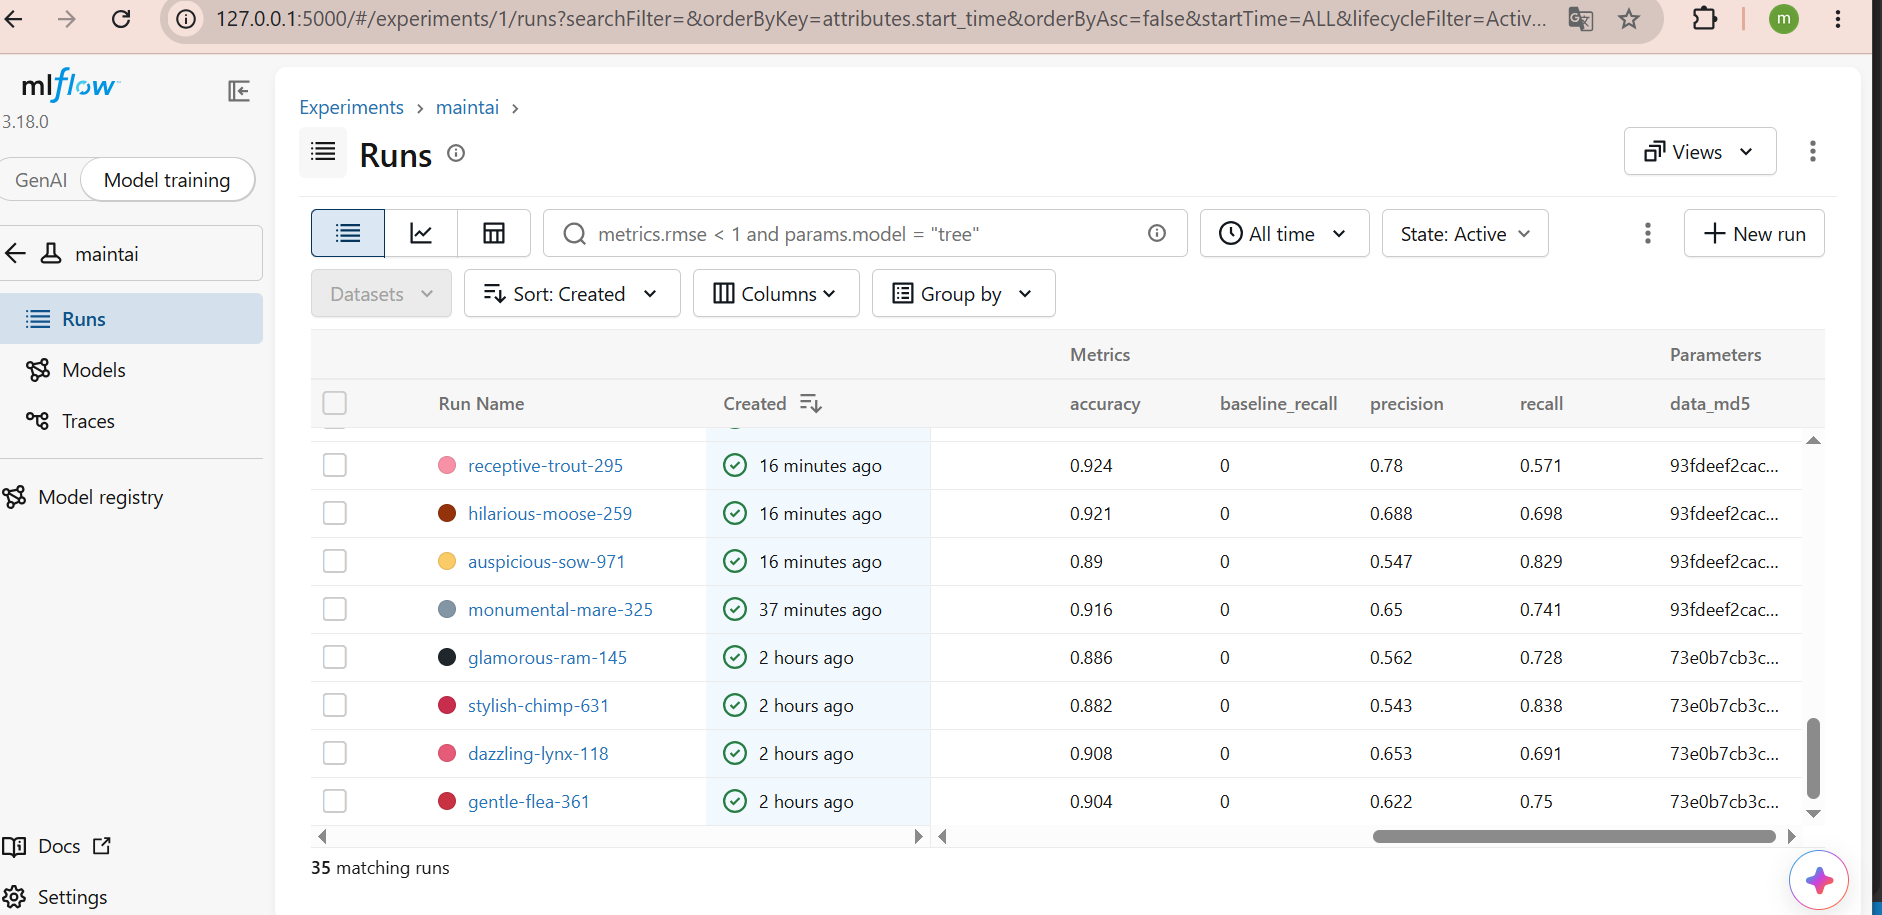 127.0.0.1:5000/#/experiments/1/runs?searchFilter=&orderByKey=attributes.start_time&orderByAsc=false&startTime=ALL&lifecycleFilter=Activ...
m
mlflow
3.18.0
GenAI
Model training
maintai
Runs
Models
Traces
Model registry
Docs
Settings
Experiments > maintai >
Runs
Views
metrics.rmse < 1 and params.model = "tree"
All time
State: Active
New run
Datasets
Sort: Created
Columns
Group by
Metrics Parameters
Run Name Created accuracy baseline_recall precision recall data_md5
receptive-trout-295 16 minutes ago 0.924 0 0.78 0.571 93fdeef2cac...
hilarious-moose-259 16 minutes ago 0.921 0 0.688 0.698 93fdeef2cac...
auspicious-sow-971 16 minutes ago 0.89 0 0.547 0.829 93fdeef2cac...
monumental-mare-325 37 minutes ago 0.916 0 0.65 0.741 93fdeef2cac...
glamorous-ram-145 2 hours ago 0.886 0 0.562 0.728 73e0b7cb3c...
stylish-chimp-631 2 hours ago 0.882 0 0.543 0.838 73e0b7cb3c...
dazzling-lynx-118 2 hours ago 0.908 0 0.653 0.691 73e0b7cb3c...
gentle-flea-361 2 hours ago 0.904 0 0.622 0.75 73e0b7cb3c...
35 matching runs